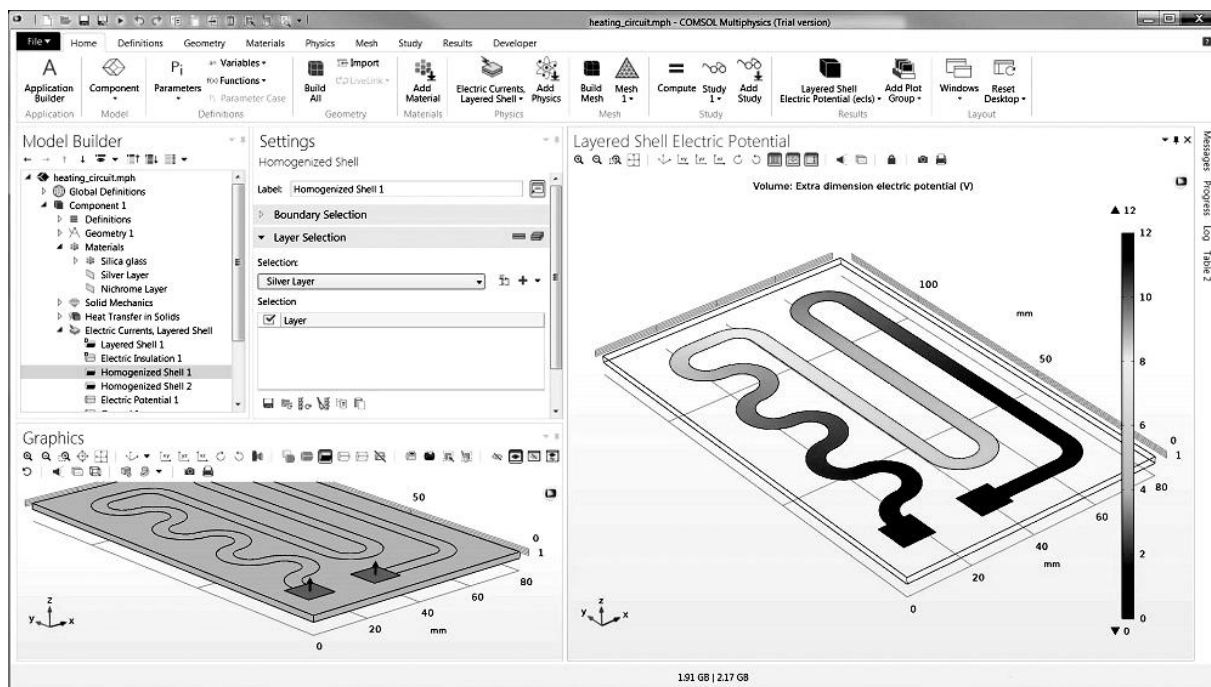 heating_circuit.mph - COMSOL Multiphysics (Trial version)
File Home Definitions Geometry Materials Physics Mesh Study Results Developer
Application Builder
Component
Parameters
a= Variables
f(x) Functions
Pi Parameter Case
Build All
Import
LiveLink
Add Material
Electric Currents, Layered Shell
Add Physics
Build Mesh
Mesh 1
Compute
Study 1
Add Study
Layered Shell Electric Potential (ecls)
Add Plot Group
Windows
Reset Desktop
Application Model Definitions Geometry Materials Physics Mesh Study Results Layout
Model Builder
heating_circuit.mph
Global Definitions
Component 1
Definitions
Geometry 1
Materials
Silica glass
Silver Layer
Nichrome Layer
Solid Mechanics
Heat Transfer in Solids
Electric Currents, Layered Shell
Layered Shell 1
Electric Insulation 1
Homogenized Shell 1
Homogenized Shell 2
Electric Potential 1
Settings
Homogenized Shell
Label: Homogenized Shell 1
Boundary Selection
Layer Selection
Selection:
Silver Layer
Selection
Layer
Graphics
50
0
1
80
60
40
20
mm
0
z
y x
Layered Shell Electric Potential
Volume: Extra dimension electric potential (V)
100
mm
50
0
1
80
60
40
mm
20
0
z
y x
▲ 12
12
10
8
6
4
2
0
▼ 0
Messages Progress Log Table 2
1.91 GB | 2.17 GB